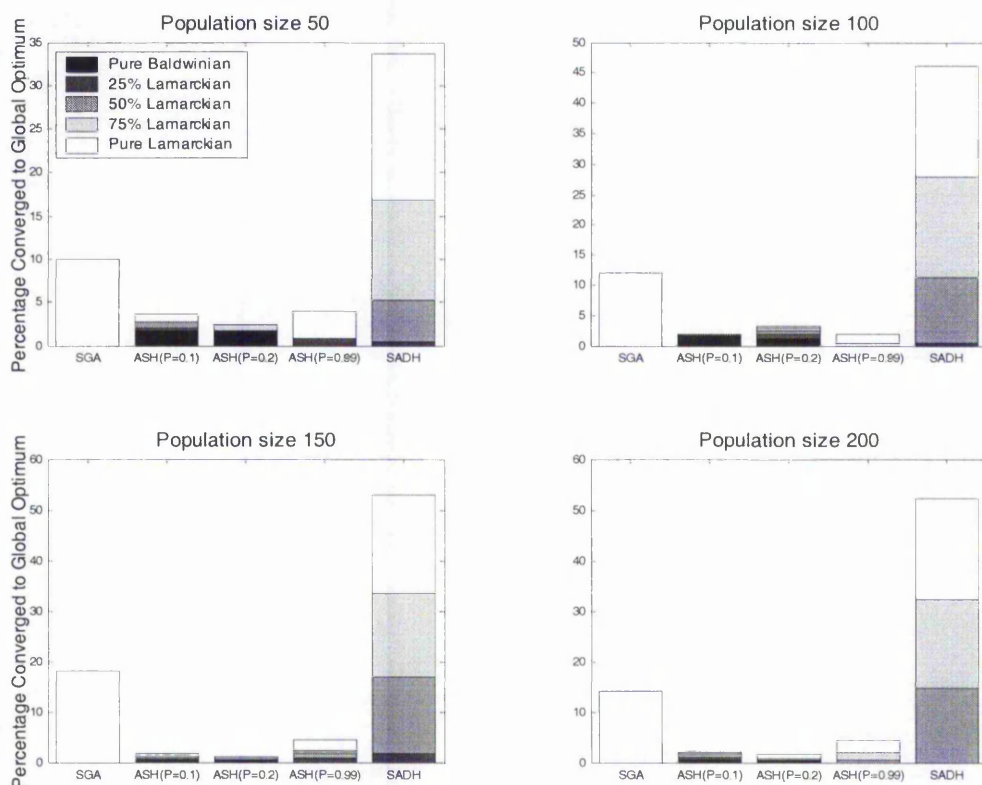 Population size 50
Percentage Converged to Global Optimum
35
30
25
20
15
10
5
0
Pure Baldwinian
25% Lamarckian
50% Lamarckian
75% Lamarckian
Pure Lamarckian
SGA ASH(P=0.1) ASH(P=0.2) ASH(P=0.99) SADH
Population size 100
50
45
40
35
30
25
20
15
10
5
0
SGA ASH(P=0.1) ASH(P=0.2) ASH(P=0.99) SADH
Population size 150
Percentage Converged to Global Optimum
60
50
40
30
20
10
0
SGA ASH(P=0.1) ASH(P=0.2) ASH(P=0.99) SADH
Population size 200
60
50
40
30
20
10
0
SGA ASH(P=0.1) ASH(P=0.2) ASH(P=0.99) SADH